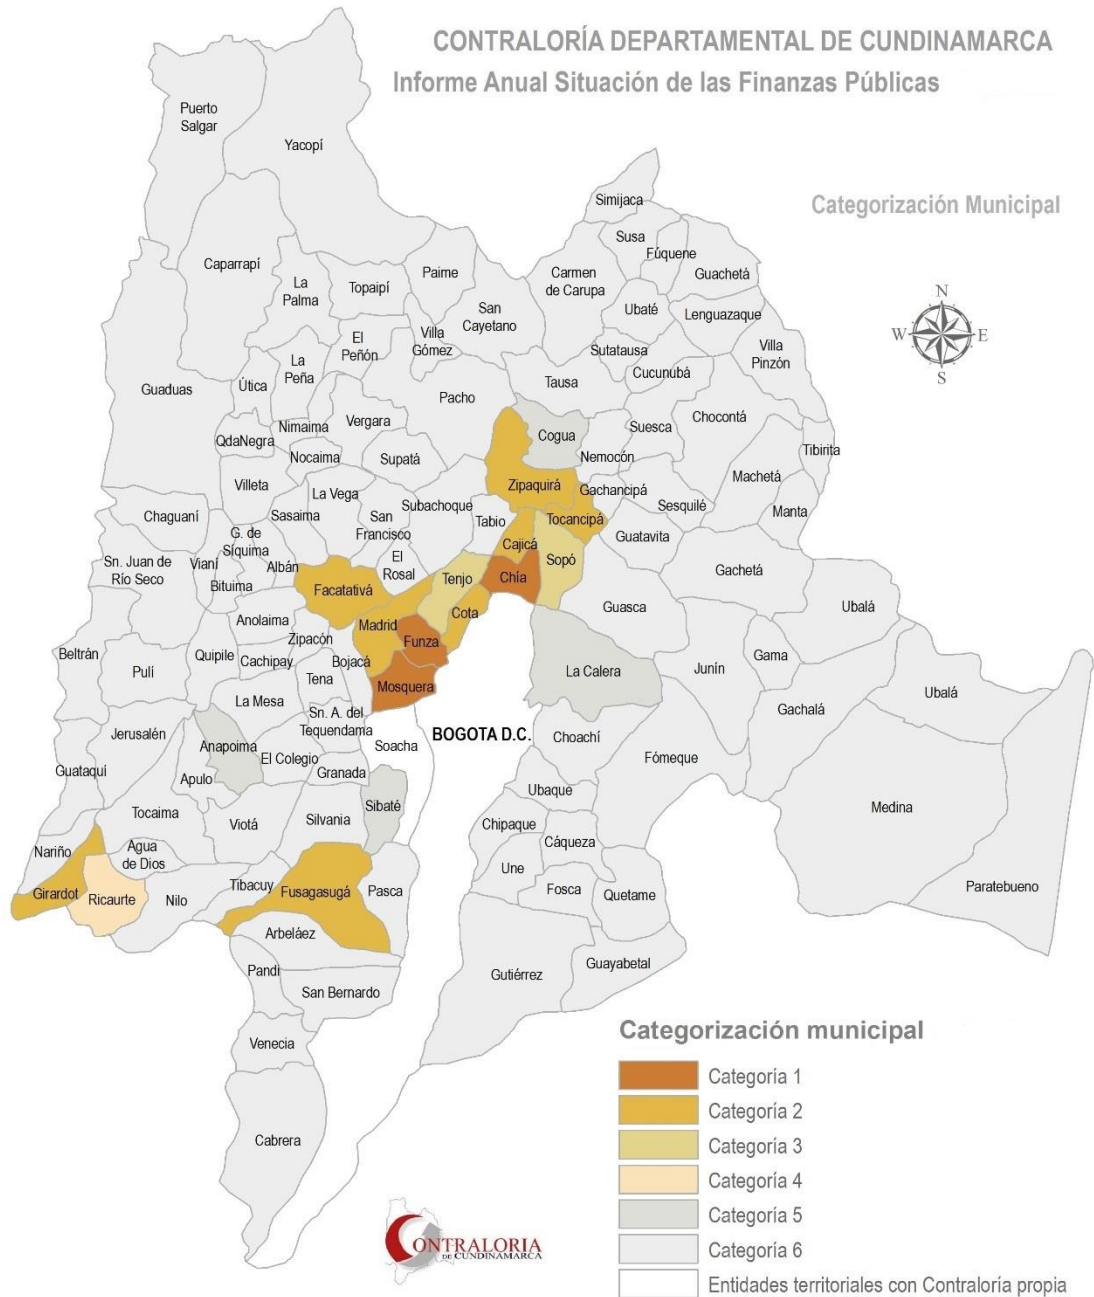 CONTRALORÍA DEPARTAMENTAL DE CUNDINAMARCA
Informe Anual Situación de las Finanzas Públicas
Categorización Municipal
N
W
E
S
Puerto
Salgar
Yacopí
Simijaca
Susa
Fúquene
Guachetá
Caparrapí
La
Palma
Topaipí
Paime
San
Cayetano
Carmen
de Carupa
Ubaté
Lenguazaque
Villa
Pinzón
El
Peñón
Villa
Gómez
Sutatausa
Cucunubá
Tausa
Guaduas
Útica
La
Peña
Pacho
Chocontá
Nimaima
Vergara
Cogua
Suesca
QdaNegra
Nocaima
Supatá
Nemocón
Tibirita
Machetá
Villeta
La Vega
Zipaquirá
Gachancipá
Subachoque
Sesquilé
Manta
Chaguaní
Sasaima
San
Francisco
Tabio
Tocancipá
Guatavita
G. de
Síquima
Cajicá
Sopó
Sn. Juan de
Río Seco
Vianí
Albán
El
Rosal
Bituima
Facatativá
Tenjo
Chía
Gachetá
Ubalá
Anolaima
Madrid
Cota
Guasca
Zipacón
Funza
Beltrán
Pulí
Quipile
Cachipay
Bojacá
Tena
Mosquera
La Calera
Junín
Gama
Ubalá
La Mesa
Gachalá
Sn. A. del
Tequendama
Jerusalén
Anapoima
El Colegio
Soacha
BOGOTA D.C.
Choachí
Fómeque
Guataquí
Apulo
Granada
Ubaque
Medina
Tocaima
Viotá
Silvania
Sibaté
Chipaque
Cáqueza
Nariño
Agua
de Dios
Une
Paratebueno
Girardot
Ricaurte
Nilo
Tibacuy
Fusagasugá
Pasca
Fosca
Quetame
Arbeláez
Pandi
San Bernardo
Gutiérrez
Guayabetal
Venecia
Cabrera
Categorización municipal
Categoría 1
Categoría 2
Categoría 3
Categoría 4
Categoría 5
Categoría 6
Entidades territoriales con Contraloría propia
CONTRALORIA
DE CUNDINAMARCA